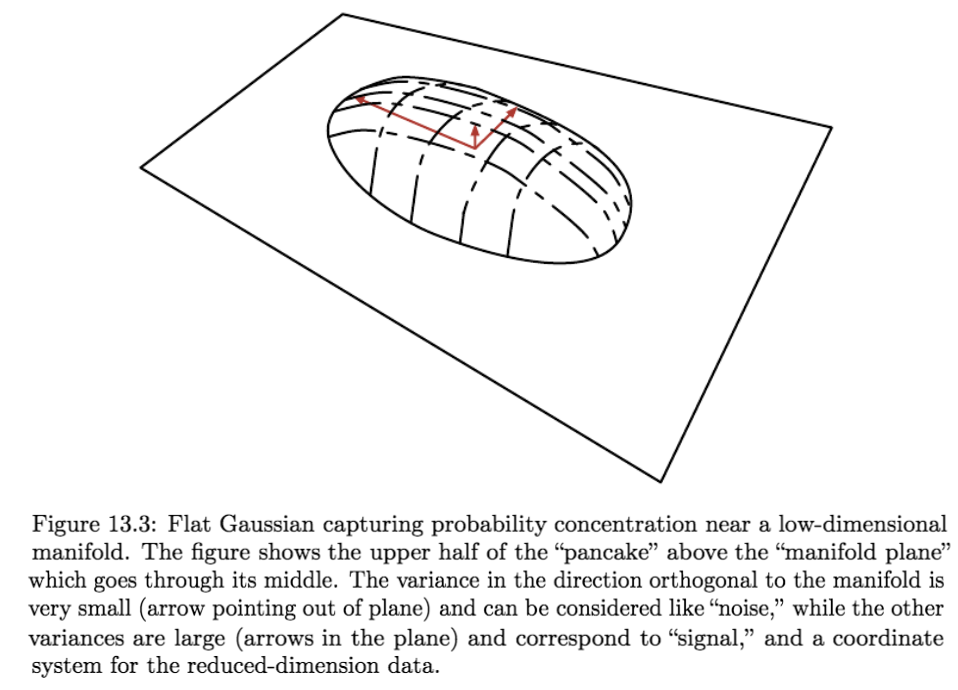 Figure 13.3: Flat Gaussian capturing probability concentration near a low-dimensional
manifold. The figure shows the upper half of the “pancake” above the “manifold plane”
which goes through its middle. The variance in the direction orthogonal to the manifold is
very small (arrow pointing out of plane) and can be considered like “noise,” while the other
variances are large (arrows in the plane) and correspond to “signal,” and a coordinate
system for the reduced-dimension data.